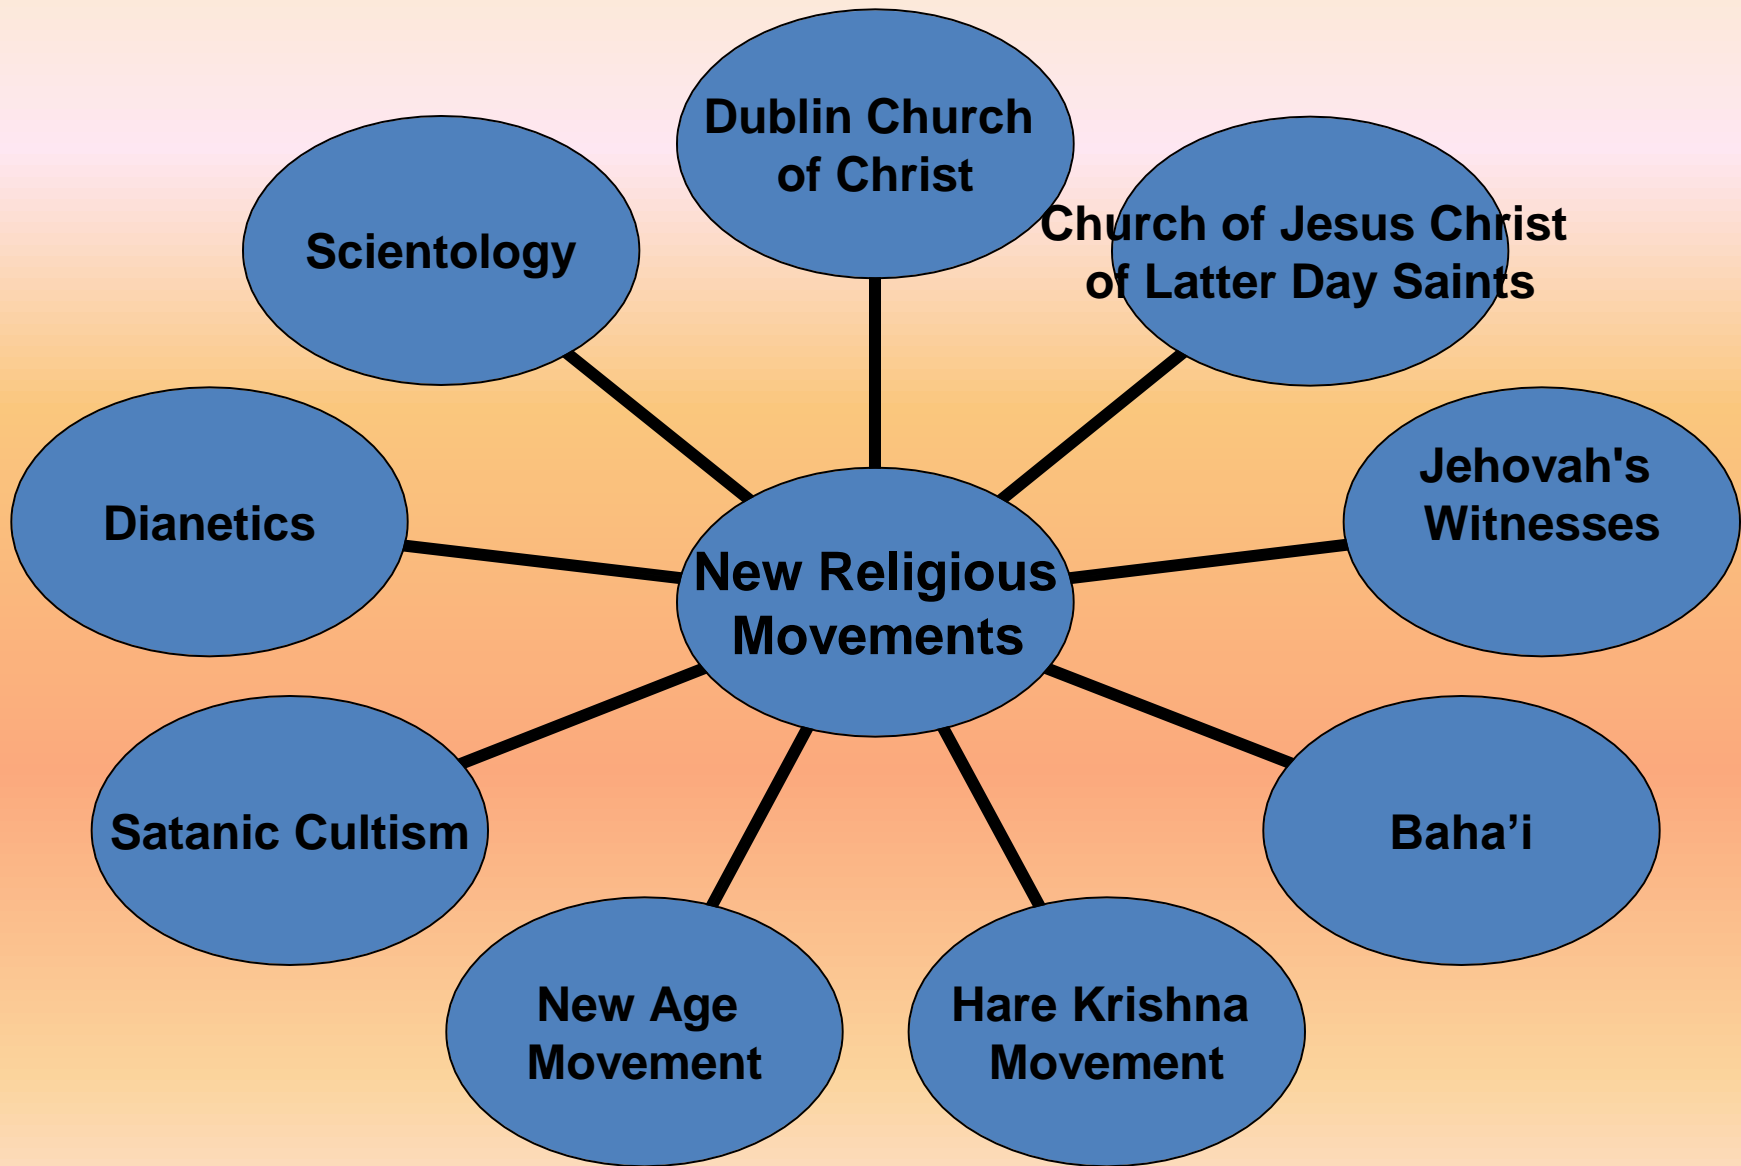 Dublin Church
of Christ
Scientology
Church of Jesus Christ
of Latter Day Saints
Dianetics
Jehovah's
Witnesses
New Religious
Movements
Satanic Cultism
Baha’i
New Age
Movement
Hare Krishna
Movement